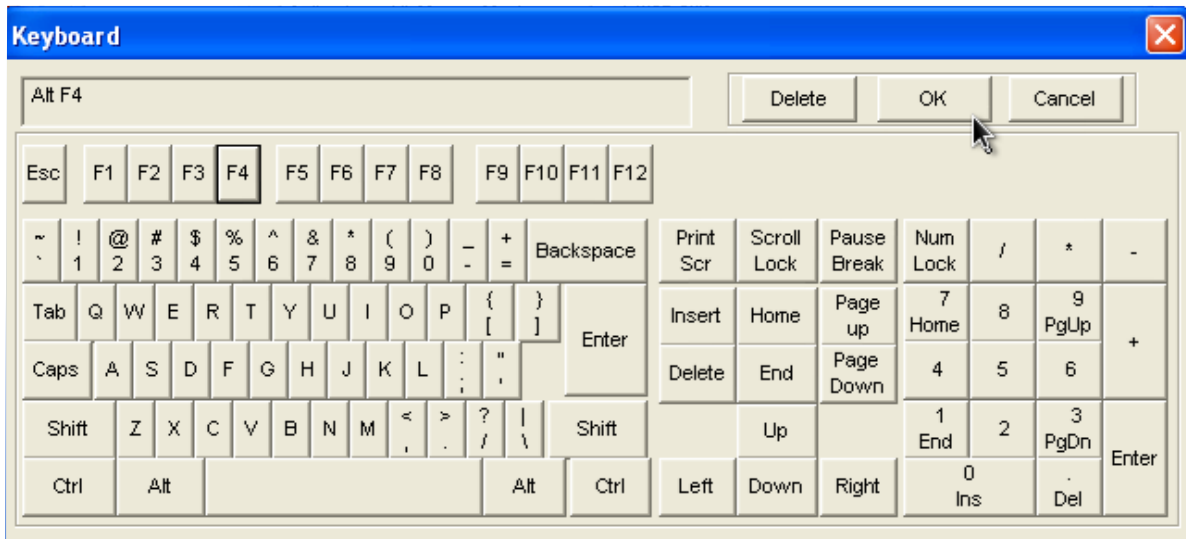 Keyboard
Alt F4
Delete OK Cancel
Esc F1 F2 F3 F4 F5 F6 F7 F8 F9 F10 F11 F12
~ ! @ # $ % ^ & * ( ) _ +
` 1 2 3 4 5 6 7 8 9 0 - = Backspace
Print Scr Scroll Lock Pause Break Num Lock / * -
Tab Q W E R T Y U I O P { [ } ] Enter
Insert Home Page up 7 Home 8 9 PgUp +
Caps A S D F G H J K L : ; " '
Delete End Page Down 4 5 6
Shift Z X C V B N M < , > . ? / | \ Shift
Up 1 End 2 3 PgDn Enter
Ctrl Alt Alt Ctrl
Left Down Right 0 Ins . Del